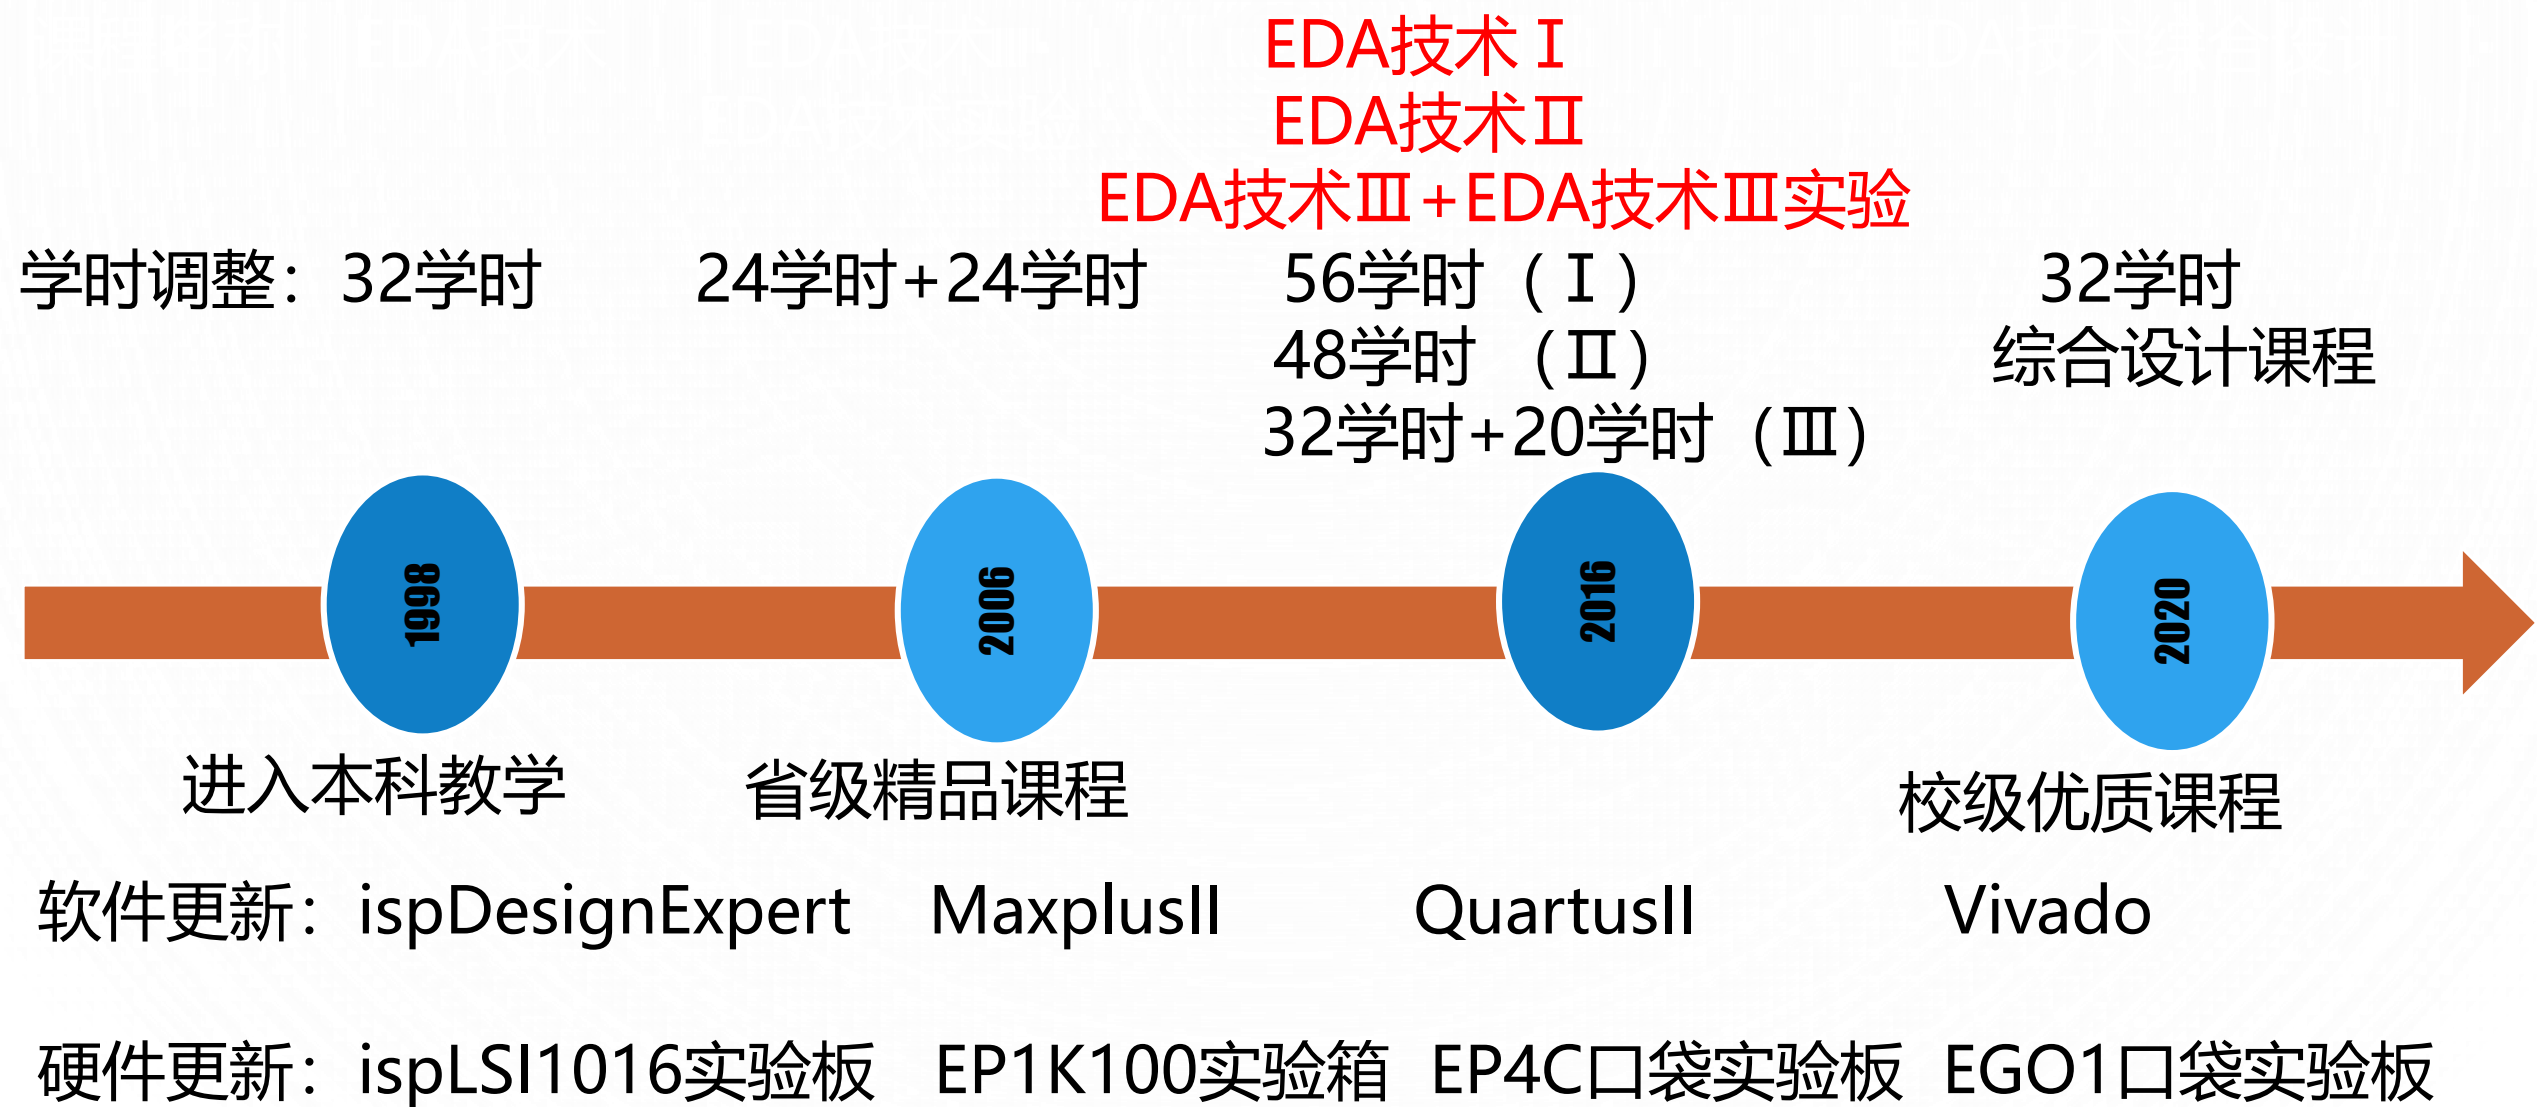 EDA技术Ⅰ
EDA技术Ⅱ
EDA技术Ⅲ+EDA技术Ⅲ实验
学时调整：32学时 24学时+24学时 56学时（Ⅰ） 32学时
48学时 （Ⅱ） 综合设计课程
32学时+20学时（Ⅲ）
1998 2006 2016 2020
进入本科教学 省级精品课程 校级优质课程
软件更新：ispDesignExpert MaxplusII QuartusII Vivado
硬件更新：ispLSI1016实验板 EP1K100实验箱 EP4C口袋实验板 EGO1口袋实验板